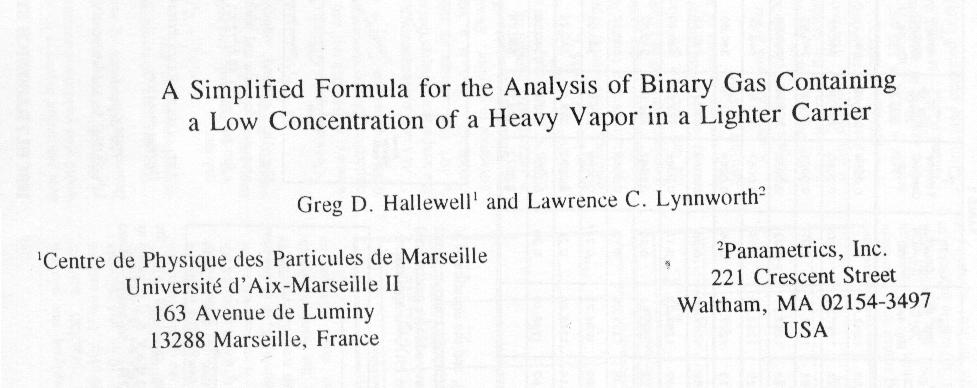 A Simplified Formula for the Analysis of Binary Gas Containing
a Low Concentration of a Heavy Vapor in a Lighter Carrier
Greg D. Hallewell¹ and Lawrence C. Lynnworth²
¹Centre de Physique des Particules de Marseille
Université d'Aix-Marseille II
163 Avenue de Luminy
13288 Marseille, France
²Panametrics, Inc.
221 Crescent Street
Waltham, MA 02154-3497
USA